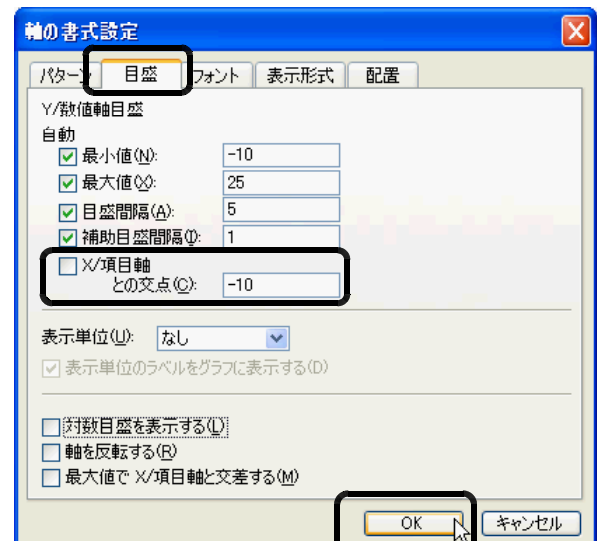 軸の書式設定
パターン 目盛 フォント 表示形式 配置
Y/数値軸目盛
自動
最小値(N): -10
最大値(X): 25
目盛間隔(A): 5
補助目盛間隔(I): 1
X/項目軸
との交点(C): -10
表示単位(U): なし
表示単位のラベルをグラフに表示する(D)
対数目盛を表示する(L)
軸を反転する(R)
最大値で X/項目軸と交差する(M)
OK キャンセル